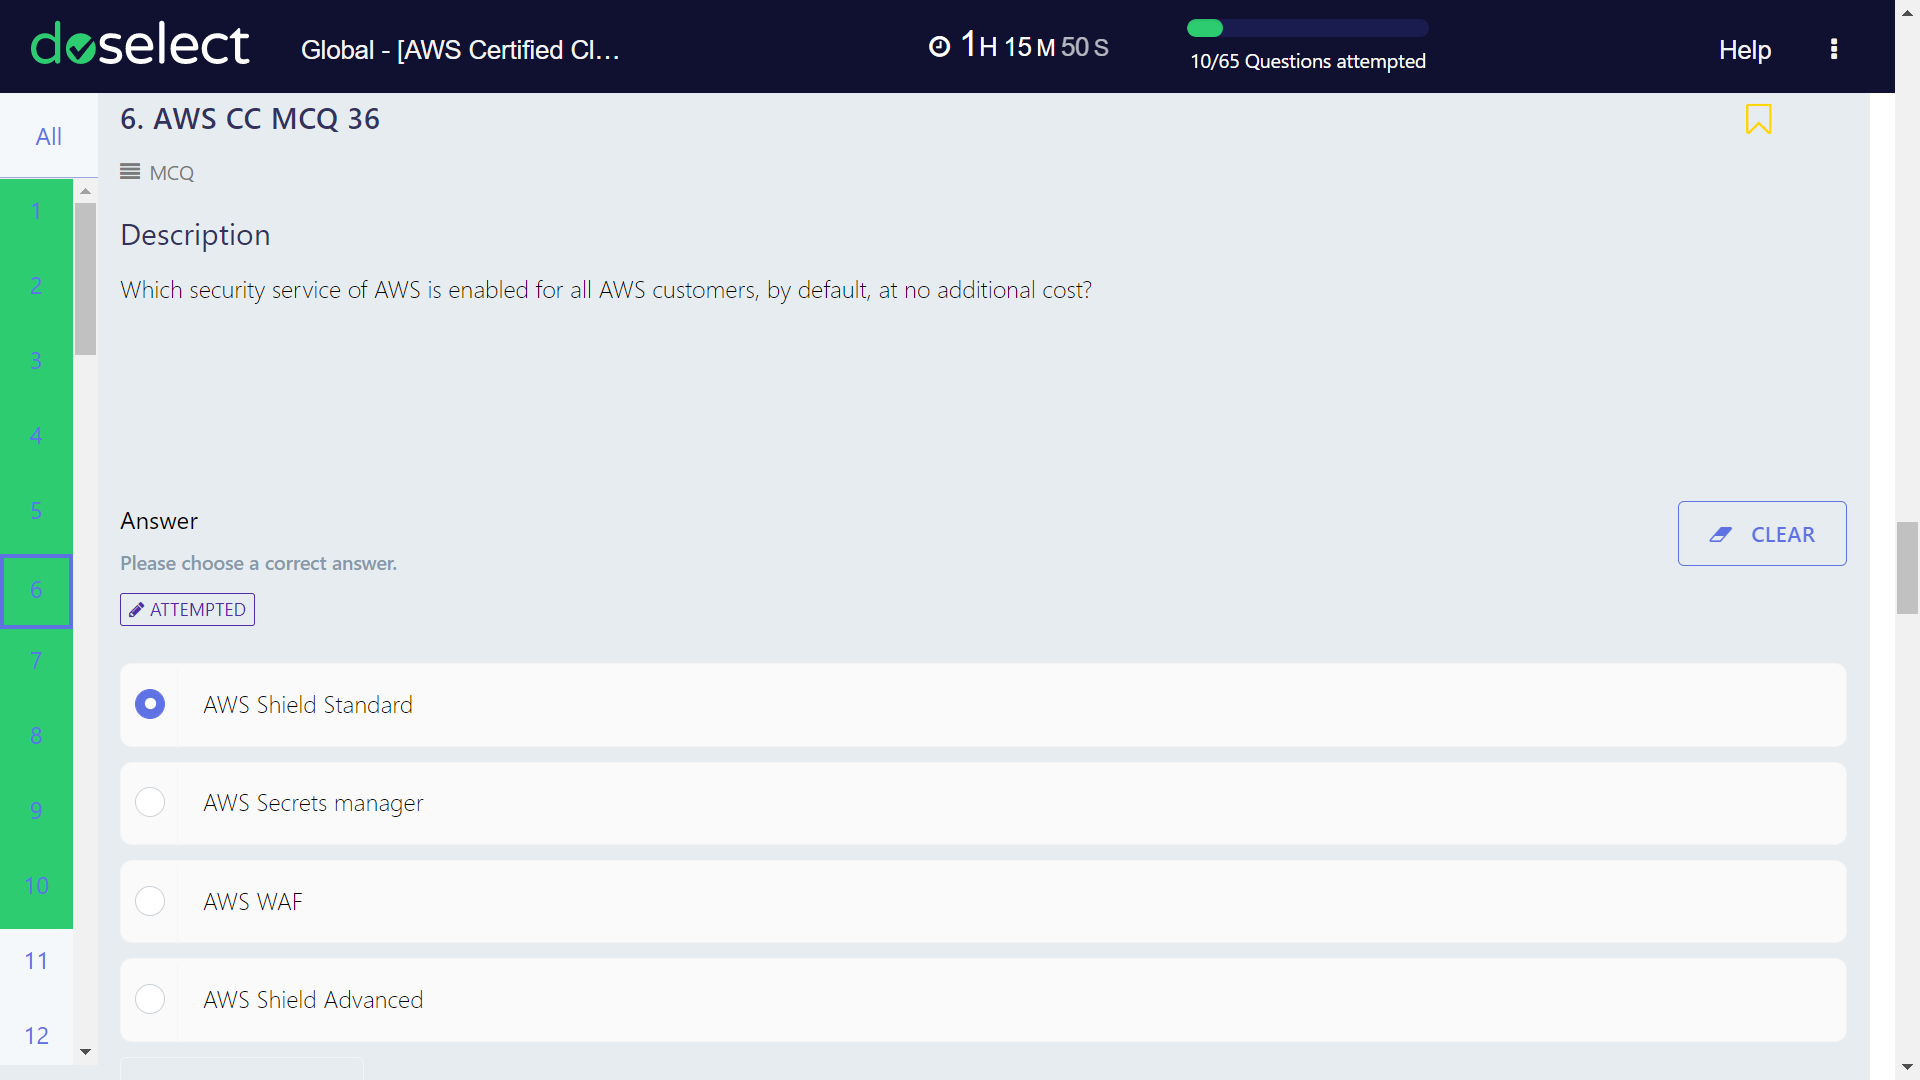 doselect
Global - [AWS Certified Cl...
1H 15M 50S
10/65 Questions attempted
Help
All
1
2
3
4
5
6
7
8
9
10
11
12
6. AWS CC MCQ 36
MCQ
Description
Which security service of AWS is enabled for all AWS customers, by default, at no additional cost?
Answer
Please choose a correct answer.
ATTEMPTED
CLEAR
AWS Shield Standard
AWS Secrets manager
AWS WAF
AWS Shield Advanced